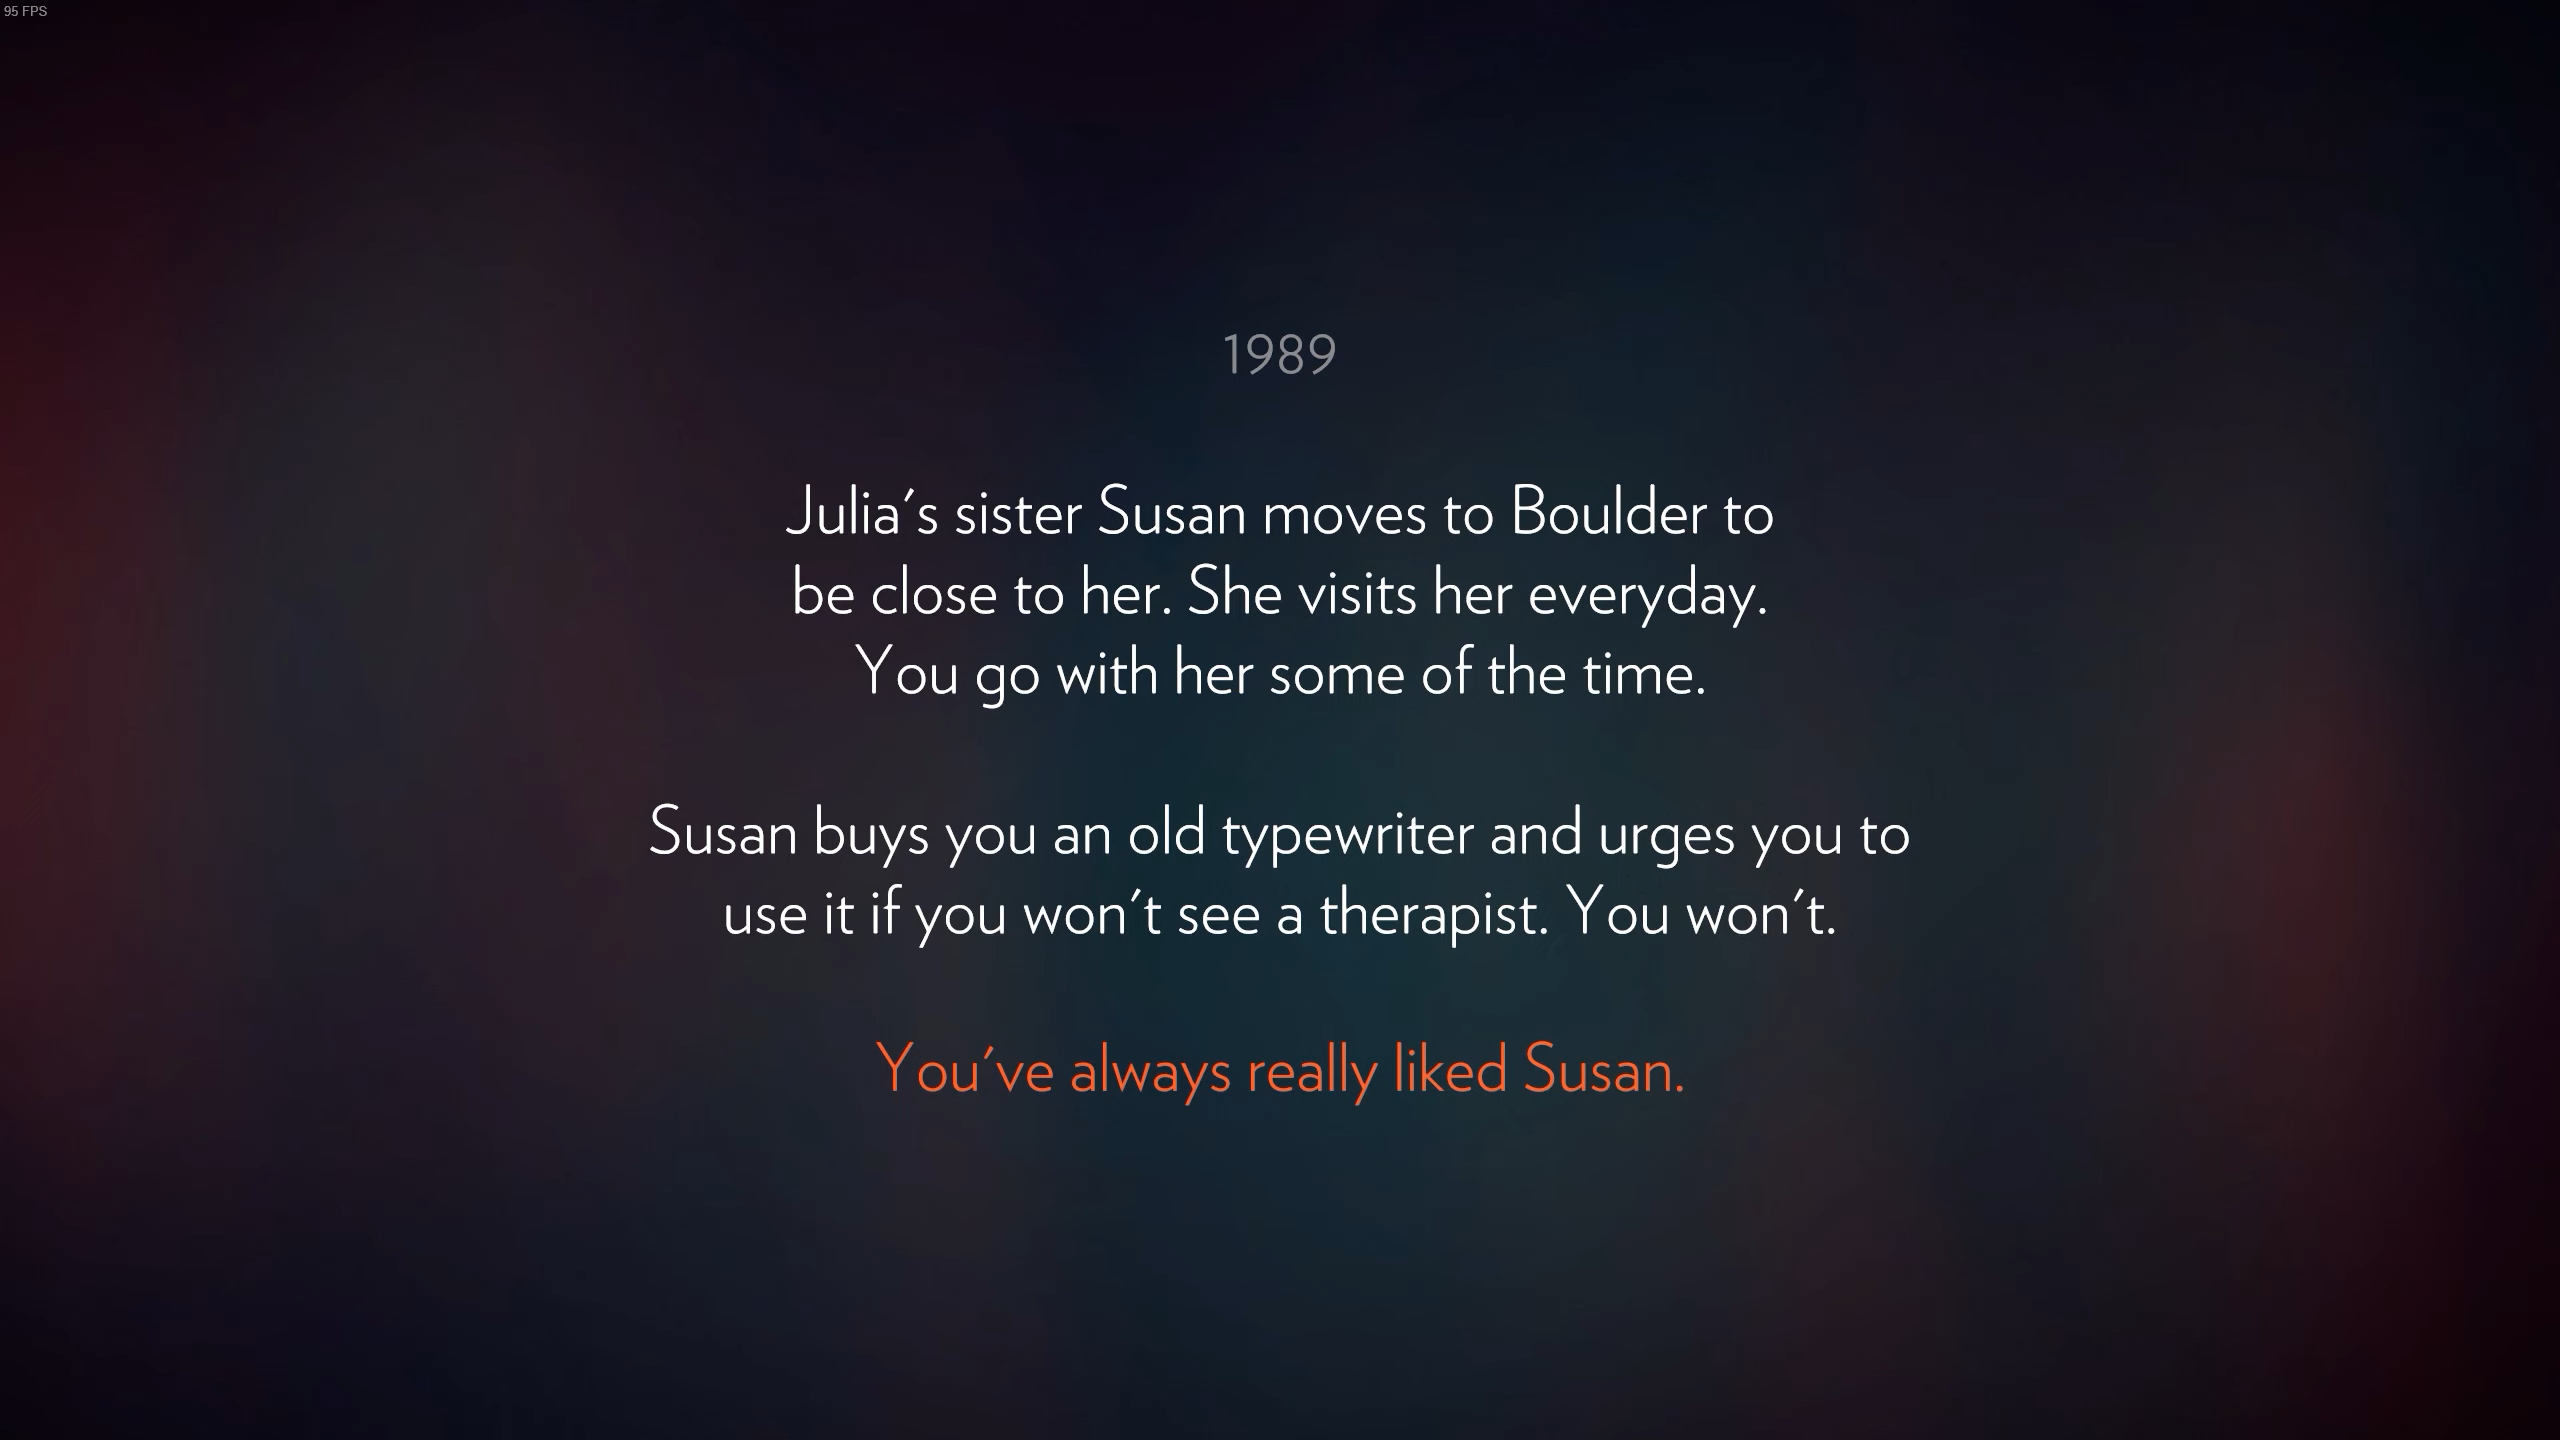 95 FPS
1989
Julia's sister Susan moves to Boulder to
be close to her. She visits her everyday.
You go with her some of the time.
Susan buys you an old typewriter and urges you to
use it if you won't see a therapist. You won't.
You've always really liked Susan.